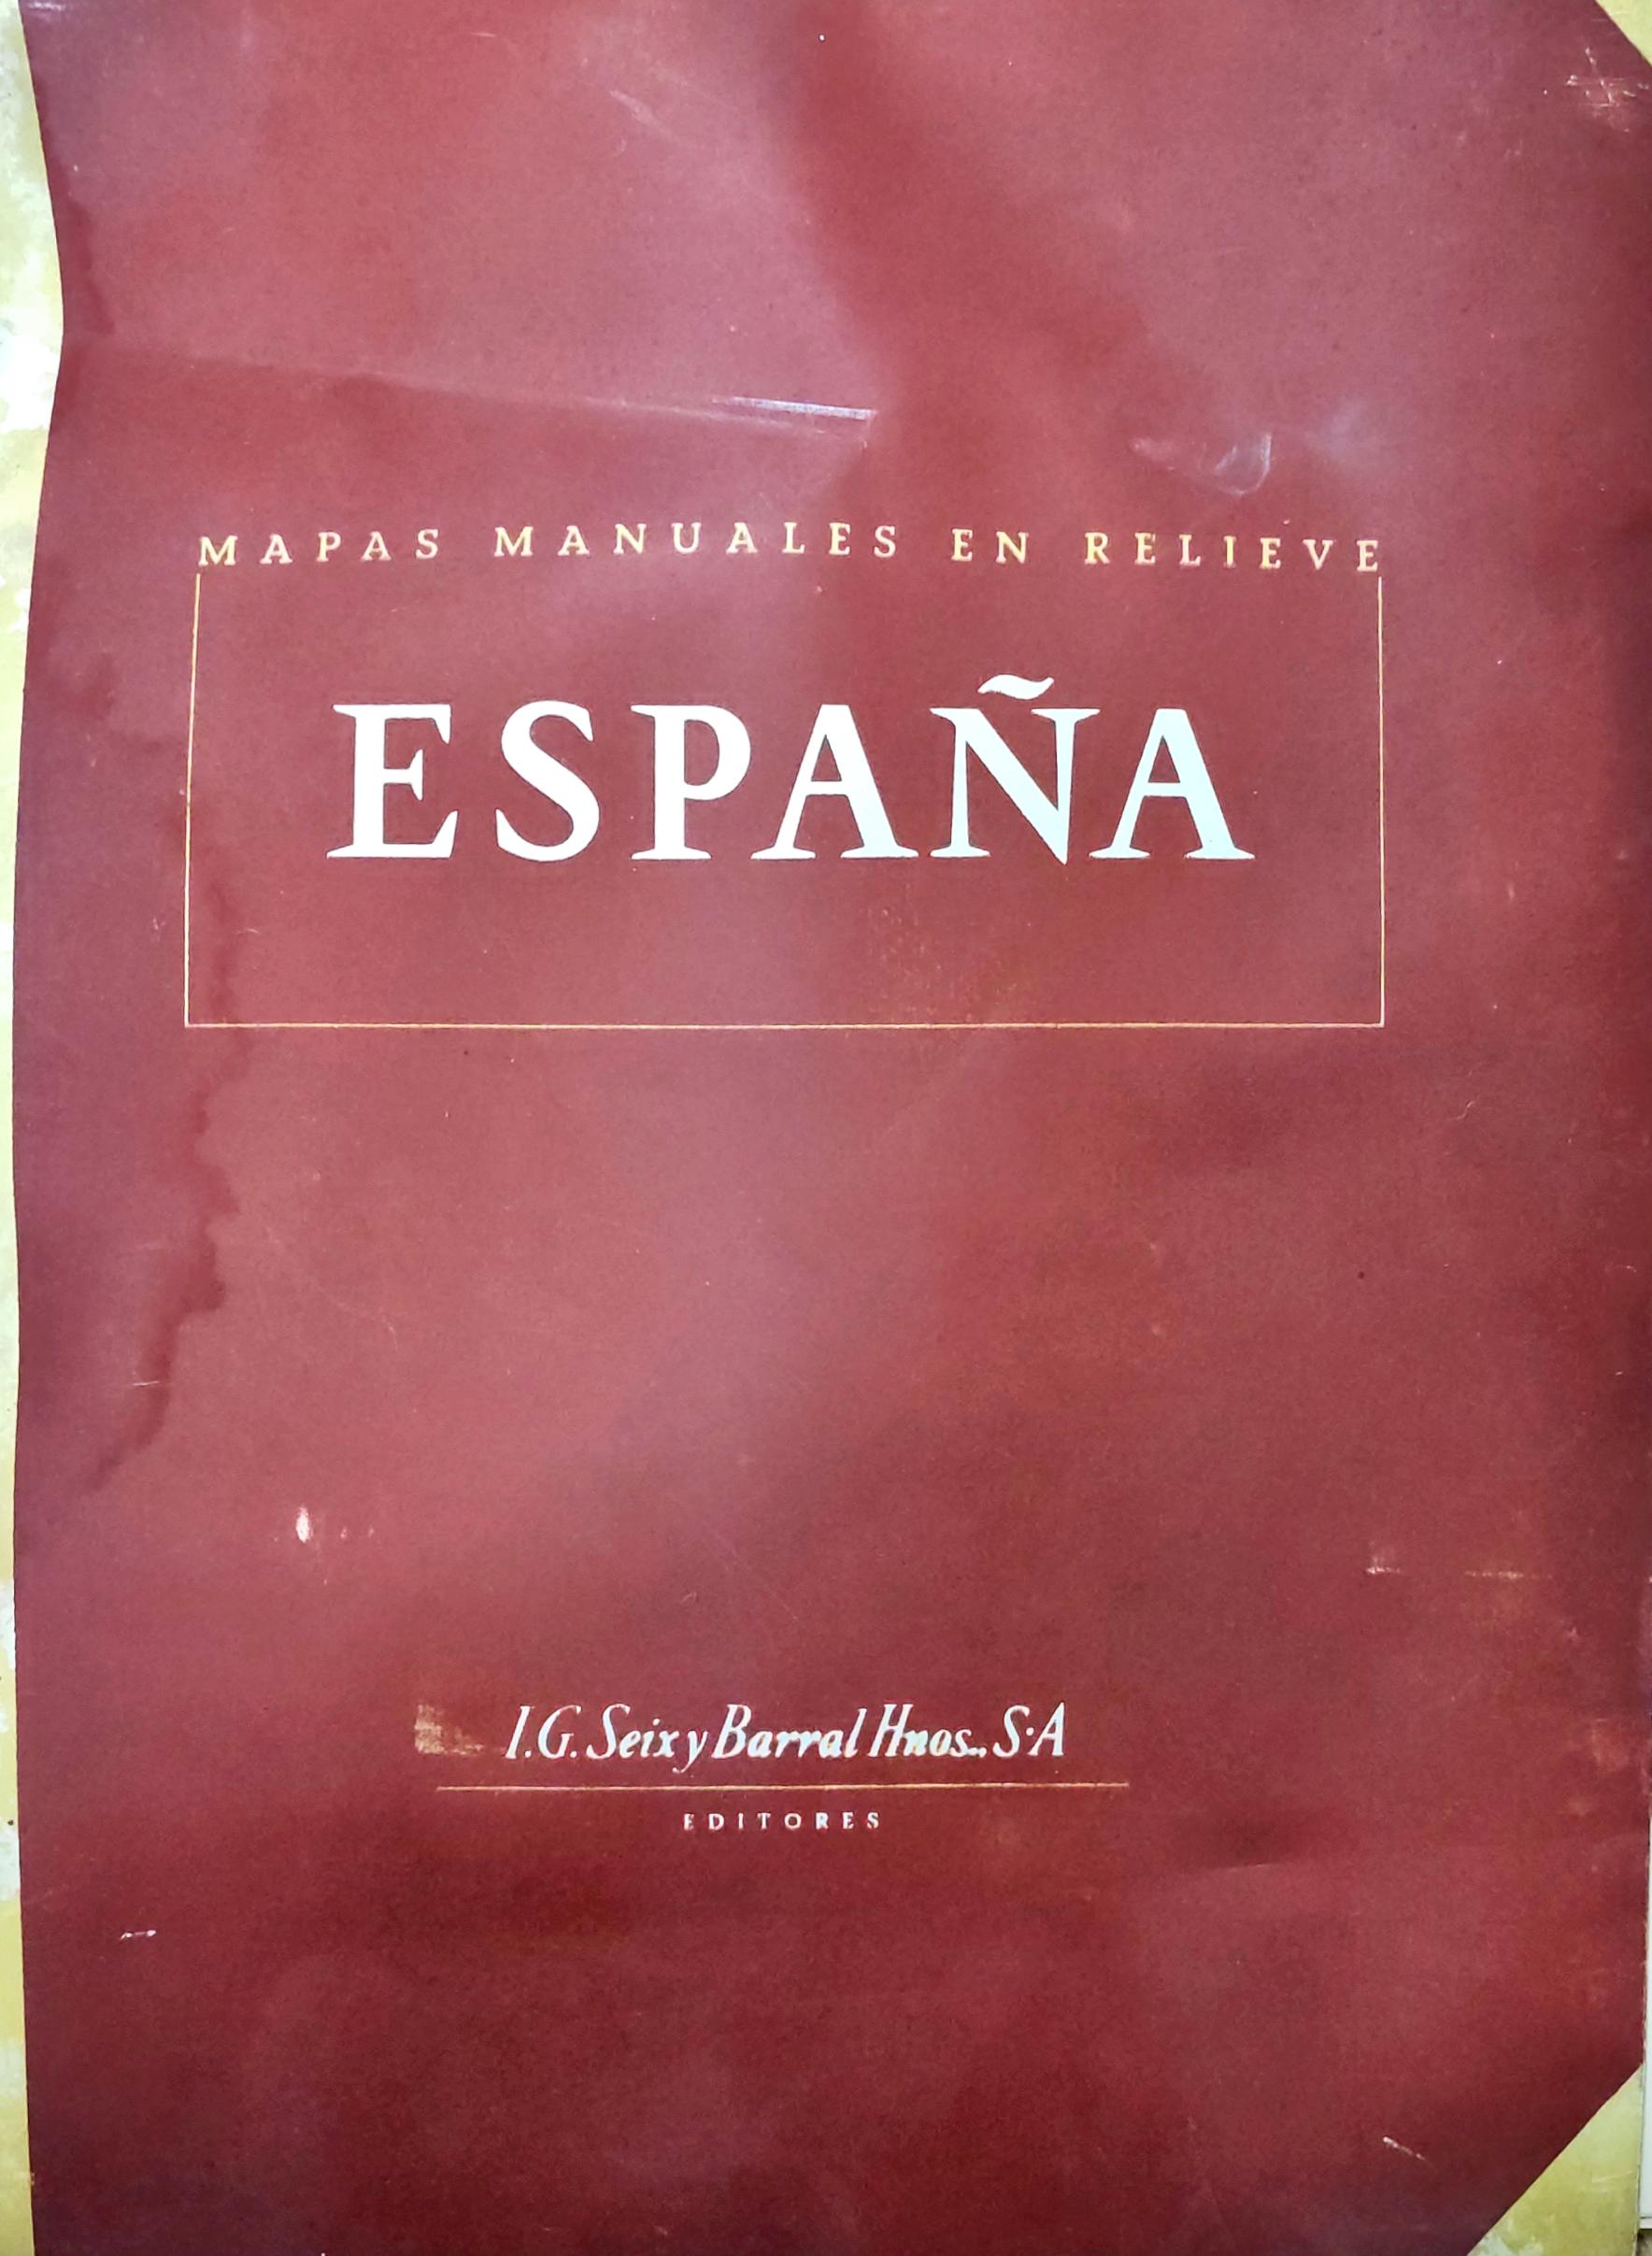 MAPAS MANUALES EN RELIEVE
ESPAÑA
I.G. Seix y Barral Hnos., S·A
EDITORES